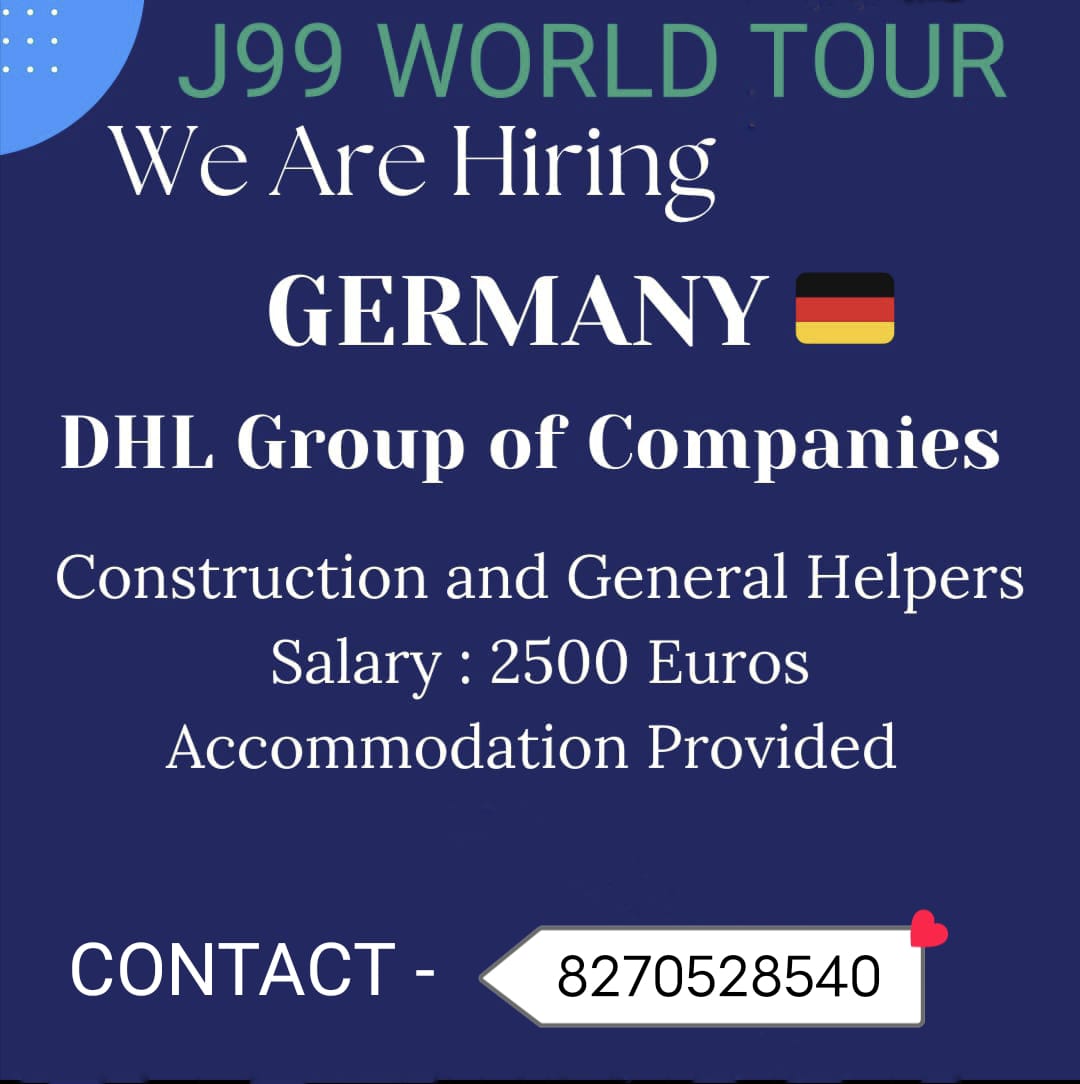 J99 WORLD TOUR
We Are Hiring
GERMANY
DHL Group of Companies
Construction and General Helpers
Salary : 2500 Euros
Accommodation Provided
CONTACT - 8270528540